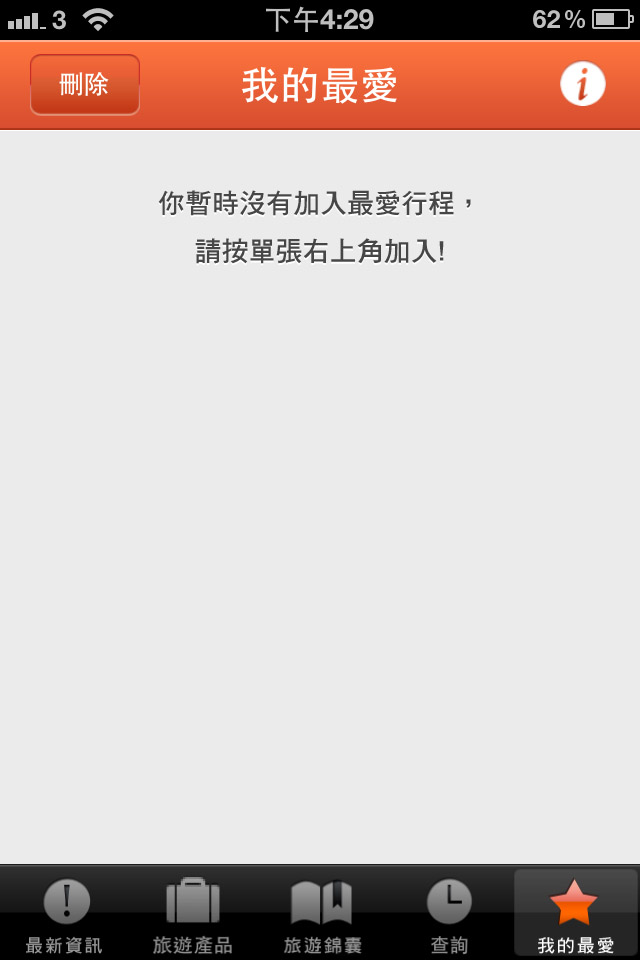 3 下午4:29 62%
刪除 我的最愛 i
你暫時沒有加入最愛行程，
請按單張右上角加入!
最新資訊 旅遊產品 旅遊錦囊 查詢 我的最愛